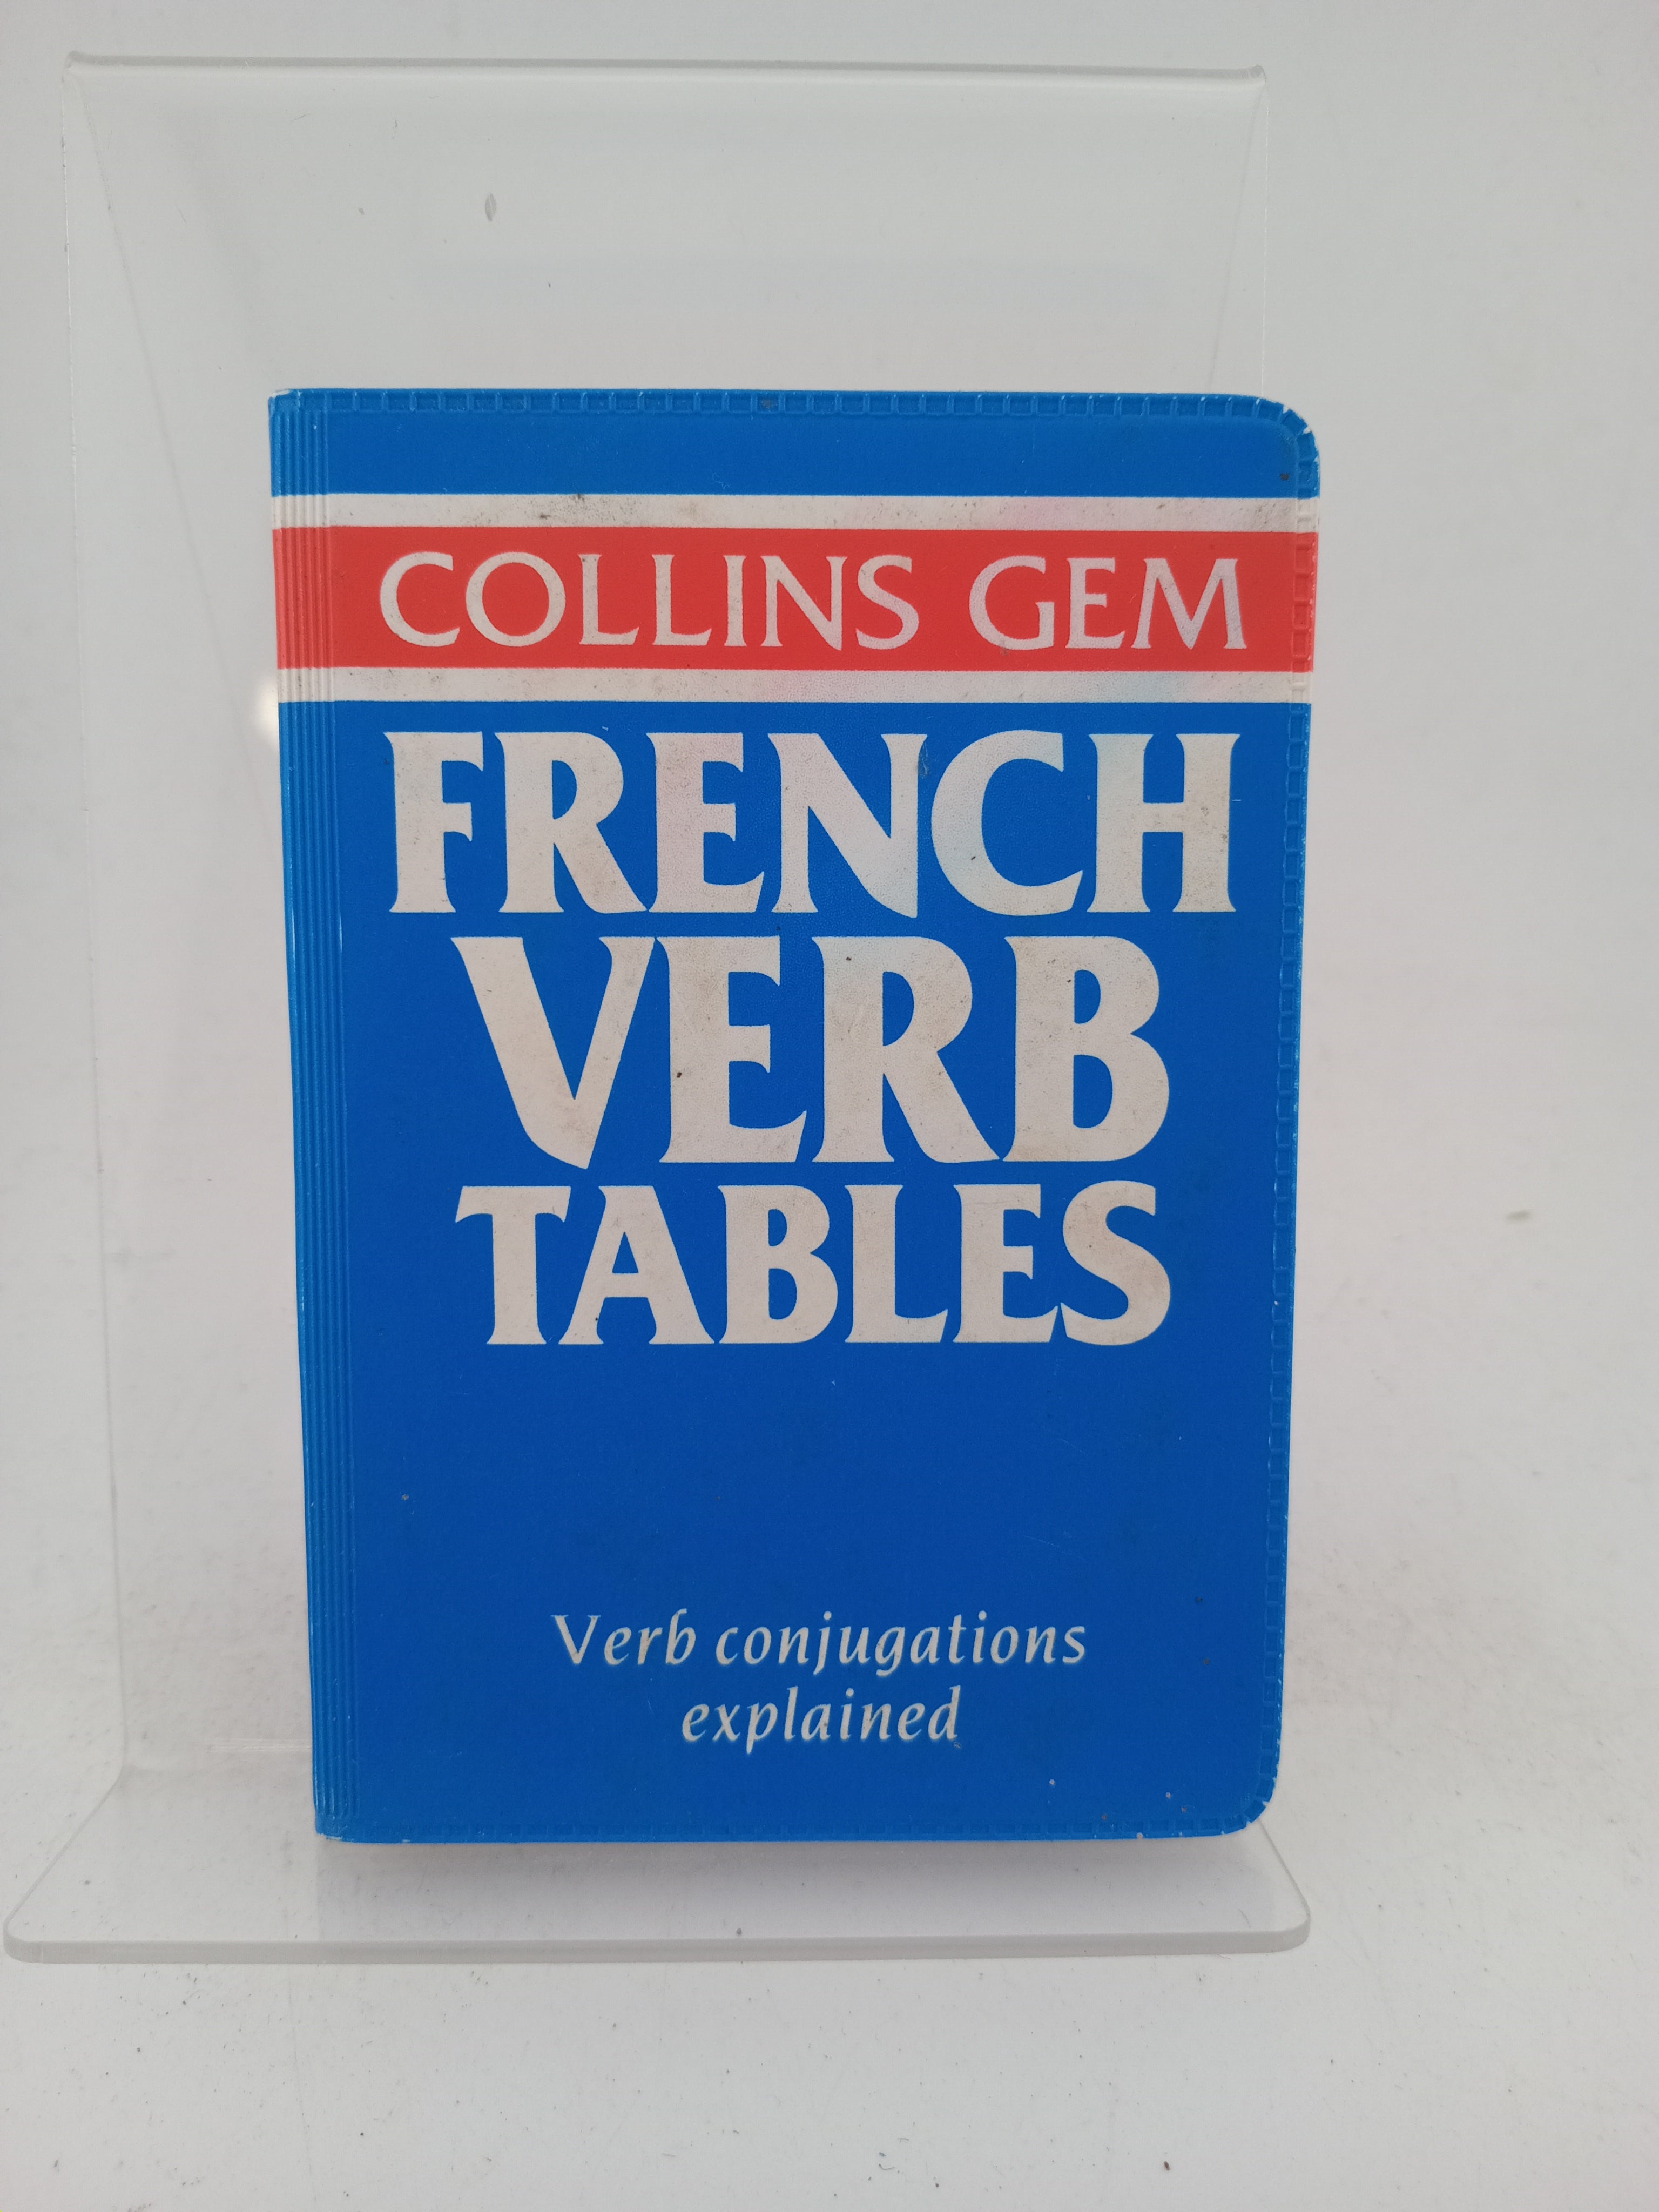 COLLINS GEM
FRENCH
VERB
TABLES
Verb conjugations
explained